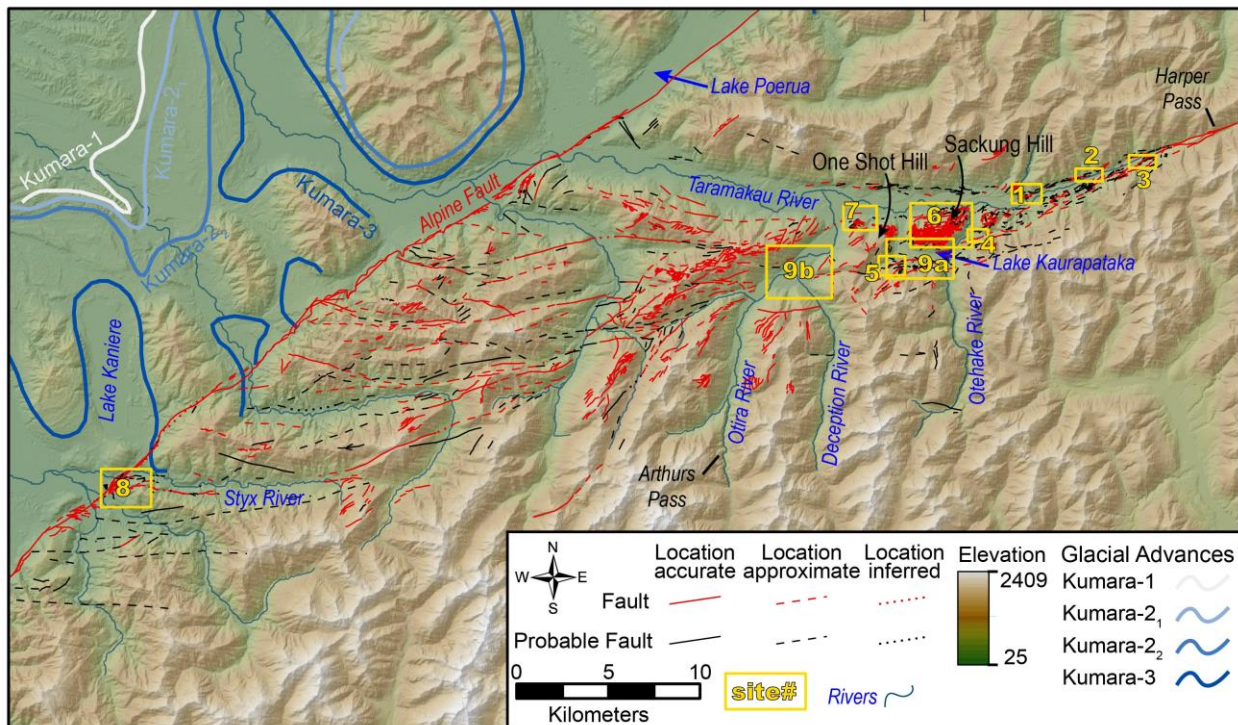 Lake Poerua
Harper
Pass
Kumara-1
Kumara-2₁
Sackung Hill
One Shot Hill
2
3
Kumara-3
Alpine Fault
Taramakau River
1
7
6
4
Kumara-2₂
9b
5
9a
Lake Kaurapataka
Lake Kaniere
Otira River
Deception River
Otehake River
Arthurs
Pass
8
Styx River
N
W E
S
Location
accurate
Location
approximate
Location
inferred
Fault
Probable Fault
0 5 10
Kilometers
site#
Rivers
Elevation
2409
25
Glacial Advances
Kumara-1
Kumara-2₁
Kumara-2₂
Kumara-3